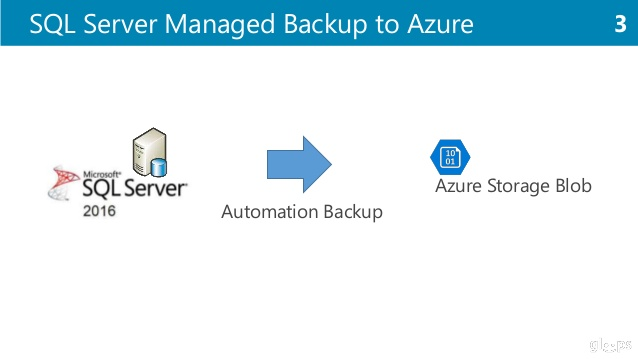 SQL Server Managed Backup to Azure
3
Microsoft®
SQL Server®
2016
Automation Backup
10
01
Azure Storage Blob